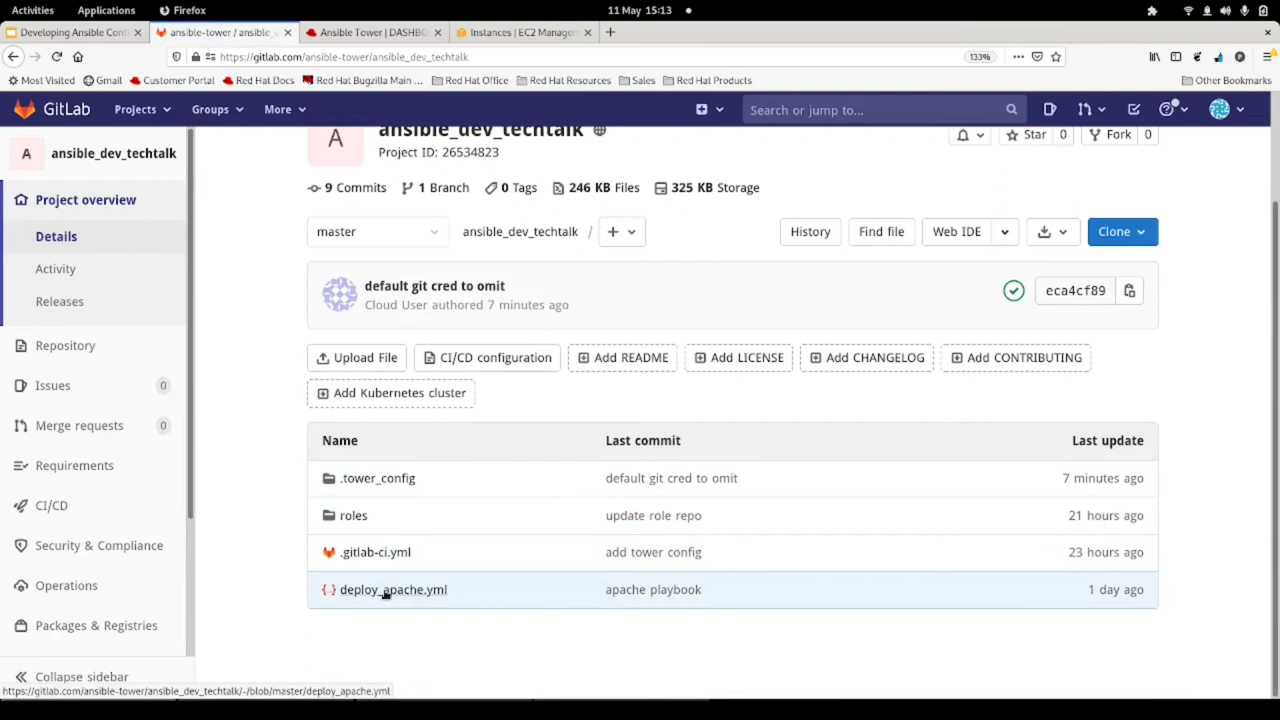 Activities Applications Firefox 11 May 15:13
Developing Ansible Con ansible-tower / ansible_ Ansible Tower | DASHBO Instances | EC2 Manager
https://gitlab.com/ansible-tower/ansible_dev_techtalk 133%
Most Visited Gmail Customer Portal Red Hat Docs Red Hat Bugzilla Main ... Red Hat Office Red Hat Resources Sales Red Hat Products Other Bookmarks
GitLab Projects Groups More Search or jump to...
A ansible_dev_techtalk
Project overview
Details
Activity
Releases
Repository
Issues 0
Merge requests 0
Requirements
CI/CD
Security & Compliance
Operations
Packages & Registries
Collapse sidebar
A ansible_dev_techtalk
Project ID: 26534823
Star 0 Fork 0
9 Commits 1 Branch 0 Tags 246 KB Files 325 KB Storage
master ansible_dev_techtalk / + History Find file Web IDE Clone
default git cred to omit
Cloud User authored 7 minutes ago
eca4cf89
Upload File CI/CD configuration Add README Add LICENSE Add CHANGELOG Add CONTRIBUTING
Add Kubernetes cluster
Name Last commit Last update
.tower_config default git cred to omit 7 minutes ago
roles update role repo 21 hours ago
.gitlab-ci.yml add tower config 23 hours ago
{..} deploy_apache.yml apache playbook 1 day ago
https://gitlab.com/ansible-tower/ansible_dev_techtalk/-/blob/master/deploy_apache.yml